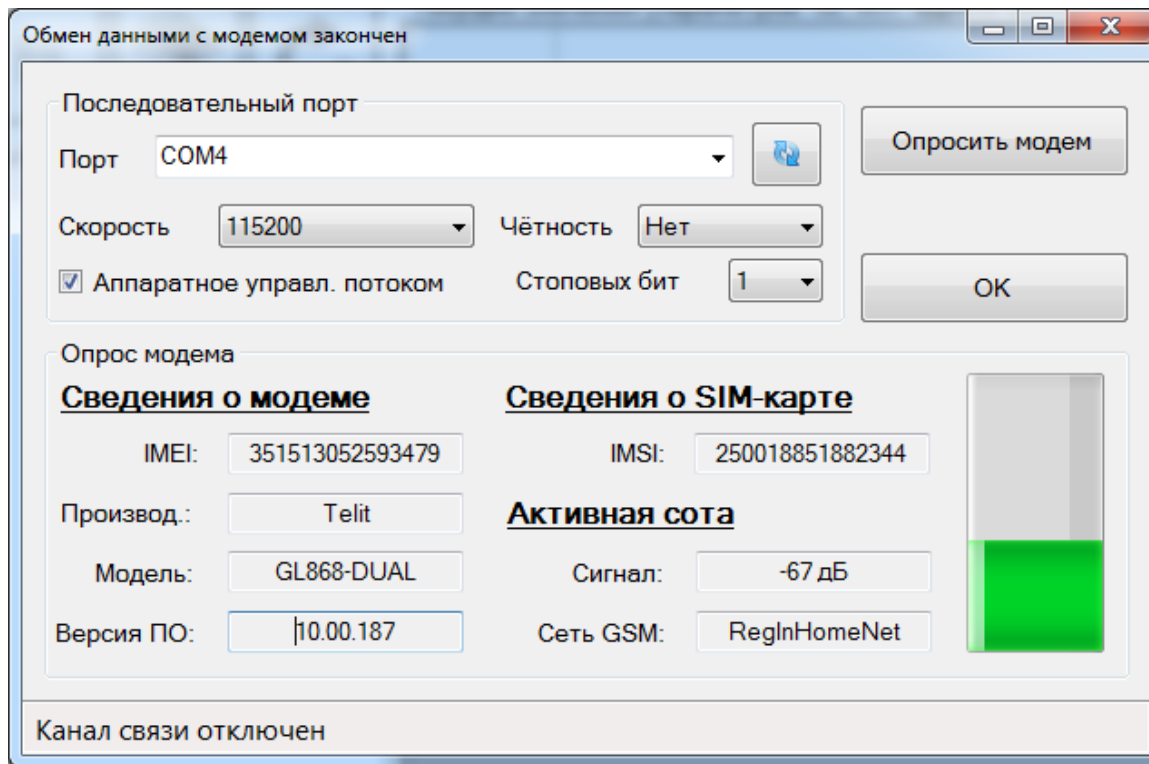 Обмен данными с модемом закончен
Последовательный порт
Порт COM4
Опросить модем
Скорость 115200 Чётность Нет
Аппаратное управл. потоком Стоповых бит 1
OK
Опрос модема
Сведения о модеме Сведения о SIM-карте
IMEI: 351513052593479 IMSI: 250018851882344
Производ.: Telit Активная сота
Модель: GL868-DUAL Сигнал: -67 дБ
Версия ПО: 10.00.187 Сеть GSM: RegInHomeNet
Канал связи отключен